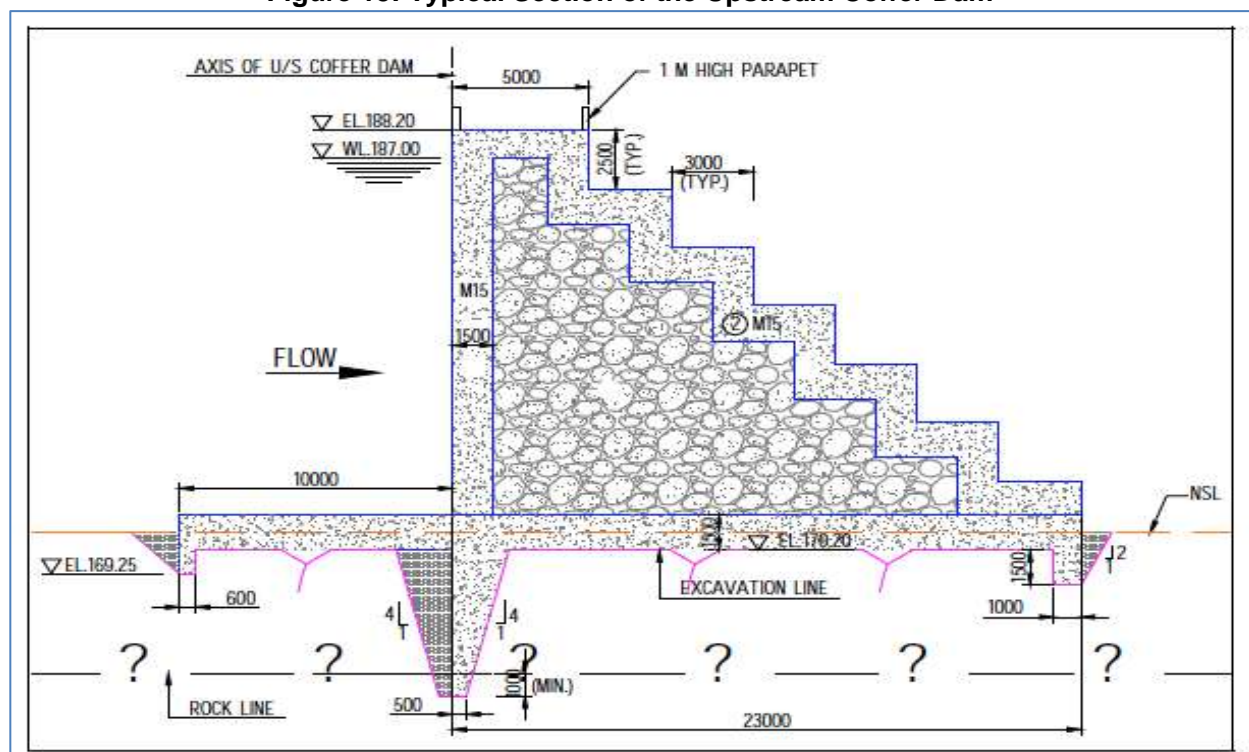 Figure 10: Typical Section of the Upstream Coffer Dam
AXIS OF U/S COFFER DAM
5000
1 M HIGH PARAPET
EL.188.20
WL.187.00
2500
(TYP.)
3000
(TYP.)
M15
2 M15
1500
FLOW
10000
NSL
EL.170.20
EL.169.25
2
1
1500
600
EXCAVATION LINE
4
1
4
1
1000
? ? ? ? ? ?
1000
(MIN.)
ROCK LINE
500
23000